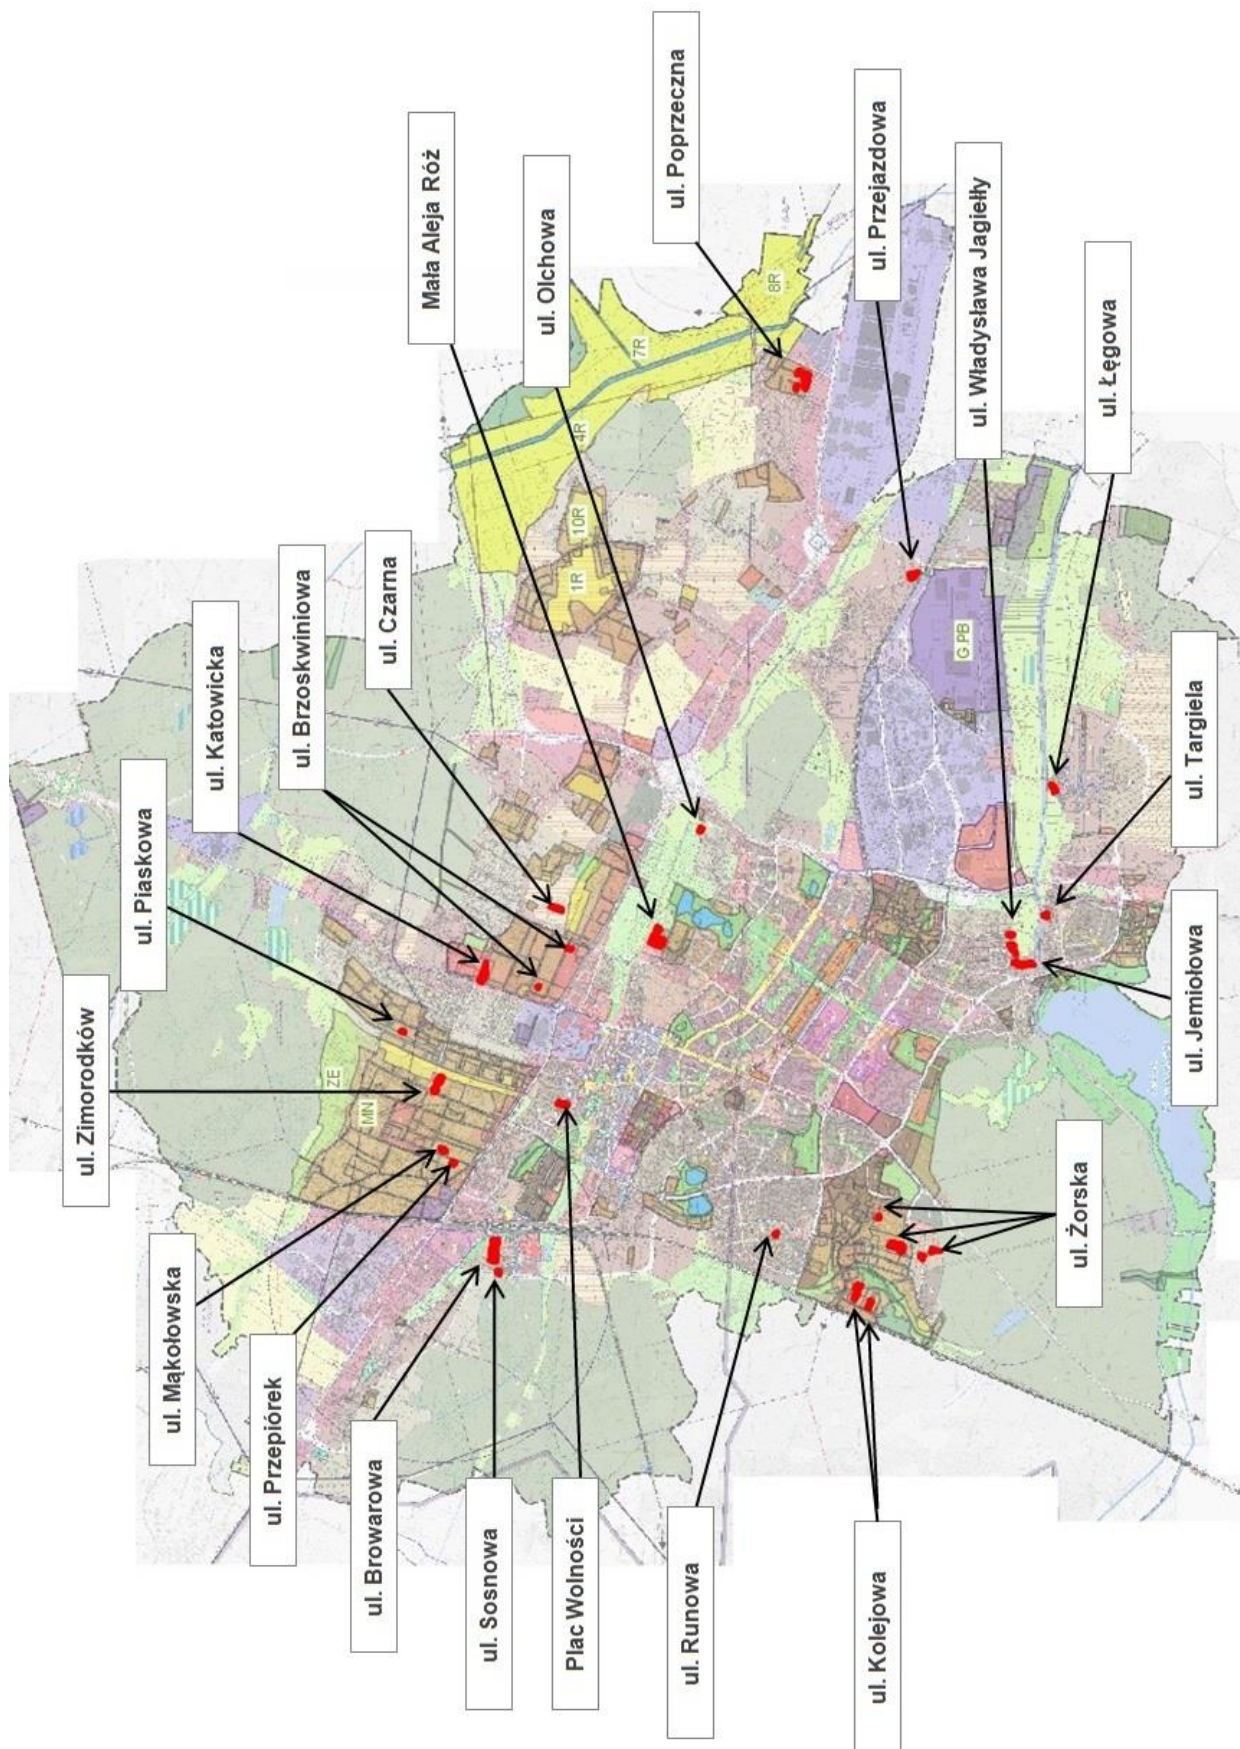 ul. Zimorodków
ul. Piaskowa
ul. Mąkołowska
ul. Katowicka
ul. Przepiórek
ul. Brzoskwiniowa
ZE
MN
ul. Browarowa
ul. Czarna
Mała Aleja Róż
ul. Sosnowa
ul. Olchowa
Plac Wolności
1R
10R
4R
7R
ul. Poprzeczna
ul. Runowa
8R
ul. Kolejowa
ul. Przejazdowa
G PB
ul. Władysława Jagiełły
ul. Żorska
ul. Łęgowa
ul. Jemiołowa
ul. Targiela